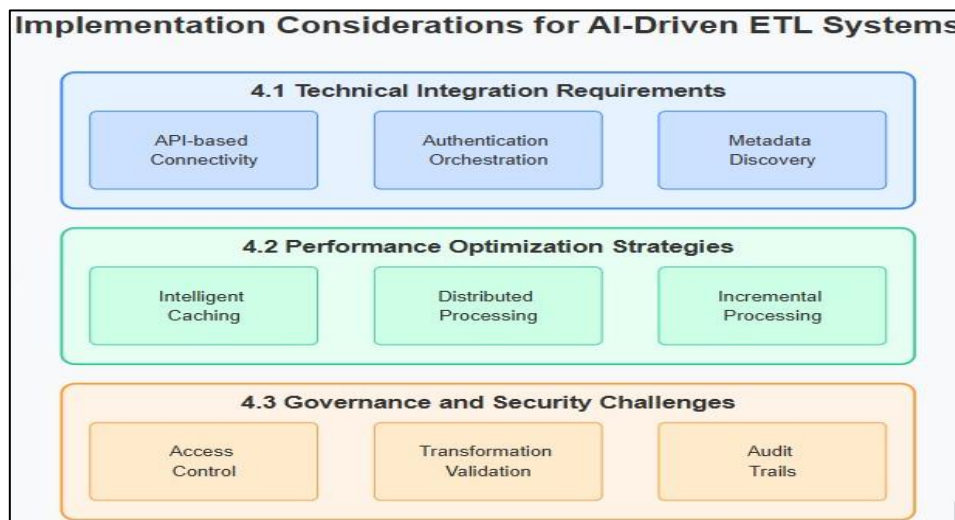 Implementation Considerations for AI-Driven ETL Systems
4.1 Technical Integration Requirements
API-based
Connectivity
Authentication
Orchestration
Metadata
Discovery
4.2 Performance Optimization Strategies
Intelligent
Caching
Distributed
Processing
Incremental
Processing
4.3 Governance and Security Challenges
Access
Control
Transformation
Validation
Audit
Trails